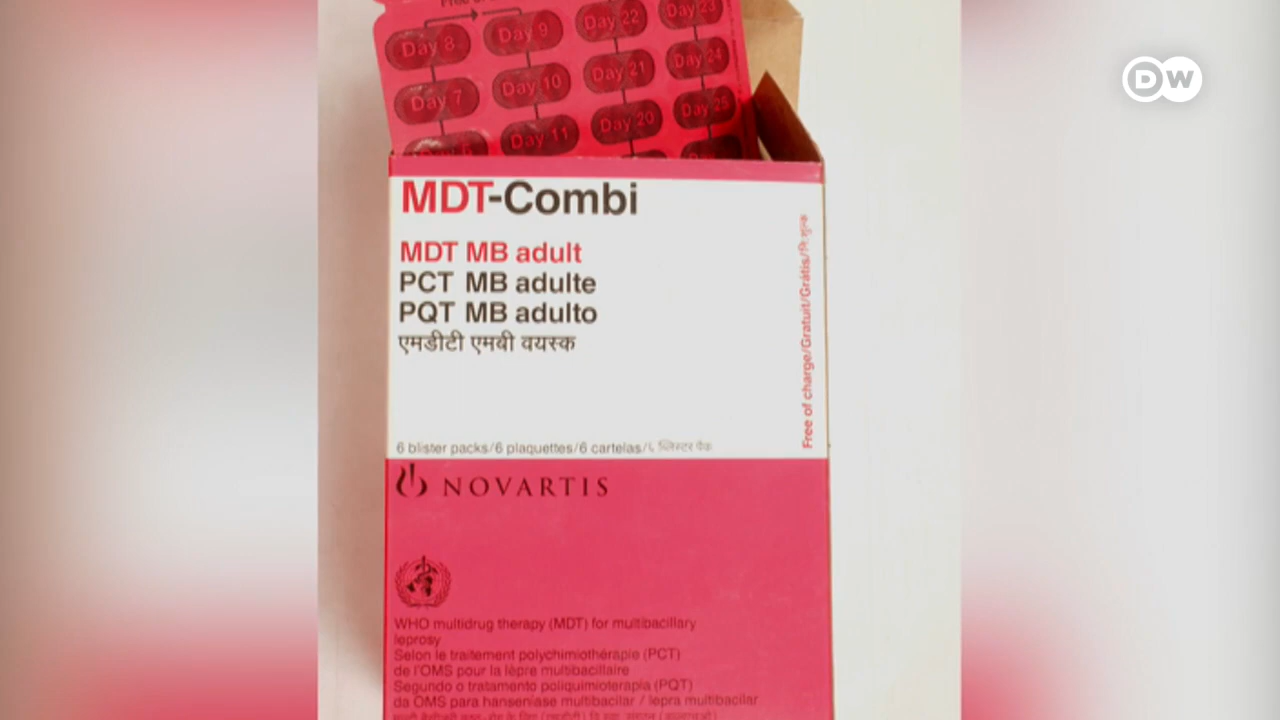 DW
Day 8
Day 9
Day 22
Day 23
Day 7
Day 10
Day 21
Day 24
Day 11
Day 20
Day 25
MDT-Combi
MDT MB adult
PCT MB adulte
PQT MB adulto
एमडीटी एमबी वयस्क
Free of charge/Gratuit/Grátis/नि:शुल्क
6 blister packs/6 plaquettes/6 cartelas/६ ब्लिस्टर पैक
NOVARTIS
WHO multidrug therapy (MDT) for multibacillary
leprosy
Selon le traitement polychimiothérapie (PCT)
de l'OMS pour la lèpre multibacillaire
Segundo o tratamento poliquimioterapia (PQT)
da OMS para hanseníase multibacilar / lepra multibacilar